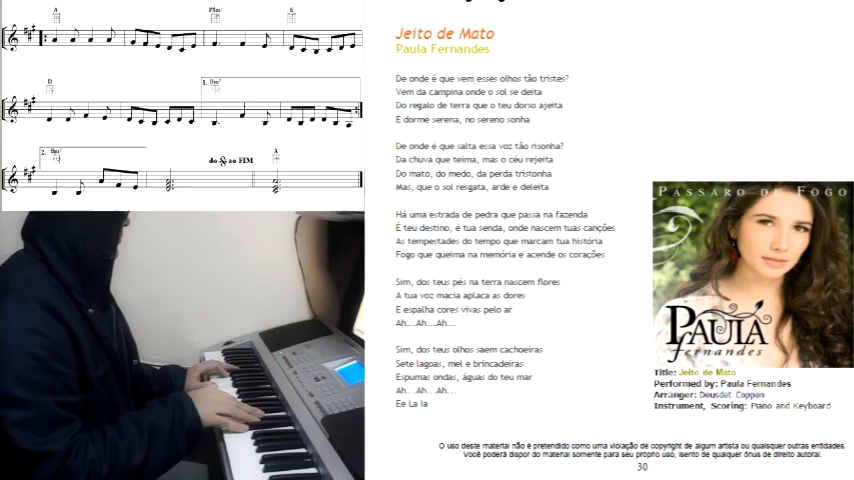 A
F#m7
E
D
1. Bm7
2. Bm7
do 𝄋 ao FIM
A
Jeito de Mato
Paula Fernandes
De onde é que vem esses olhos tão tristes?
Vem da campina onde o sol se deita
Do regalo de terra que o teu dorso ajeita
E dorme serena, no sereno sonha
De onde é que salta essa voz tão risonha?
Da chuva que teima, mas o céu rejeita
Do mato, do medo, da perda tristonha
Mas, que o sol resgata, arde e deleita
Há uma estrada de pedra que passa na fazenda
É teu destino, é tua senda, onde nascem tuas canções
As tempestades do tempo que marcam tua história
Fogo que queima na memória e acende os corações
Sim, dos teus pés na terra nascem flores
A tua voz macia aplaca as dores
E espalha cores vivas pelo ar
Ah...Ah...Ah...
Sim, dos teus olhos saem cachoeiras
Sete lagoas, mel e brincadeiras
Espumas ondas, águas do teu mar
Ah...Ah...Ah...
Ee La la
PASSARO DE FOGO
PAULA
fernandes
Title: Jeito de Mato
Performed by: Paula Fernandes
Arranger: Deusdet Coppen
Instrument, Scoring: Piano and Keyboard
O uso deste material não é pretendido como uma violação de copyright de algum artista ou quaisquer outras entidades.
Você poderá dispor do material somente para seu próprio uso, isento de qualquer ônus de direito autoral.
30